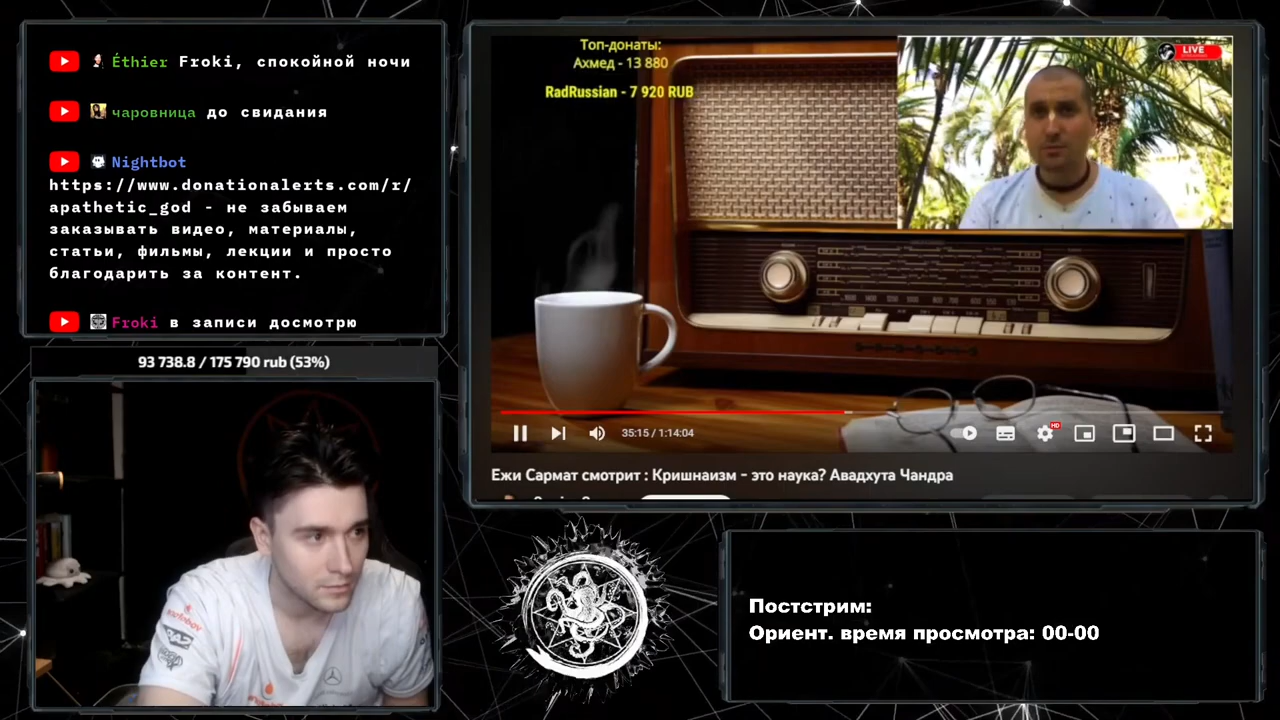 Éthier Froki, спокойной ночи
чаровница до свидания
Nightbot
https://www.donationalerts.com/r/
apathetic_god - не забываем
заказывать видео, материалы,
статьи, фильмы, лекции и просто
благодарить за контент.
Froki в записи досмотрю
93 738.8 / 175 790 rub (53%)
Топ-донаты:
Ахмед - 13 880
RadRussian - 7 920 RUB
LIVE
35:15 / 1:14:04
HD
Ежи Сармат смотрит : Кришнаизм - это наука? Авадхута Чандра
Постстрим:
Ориент. время просмотра: 00-00